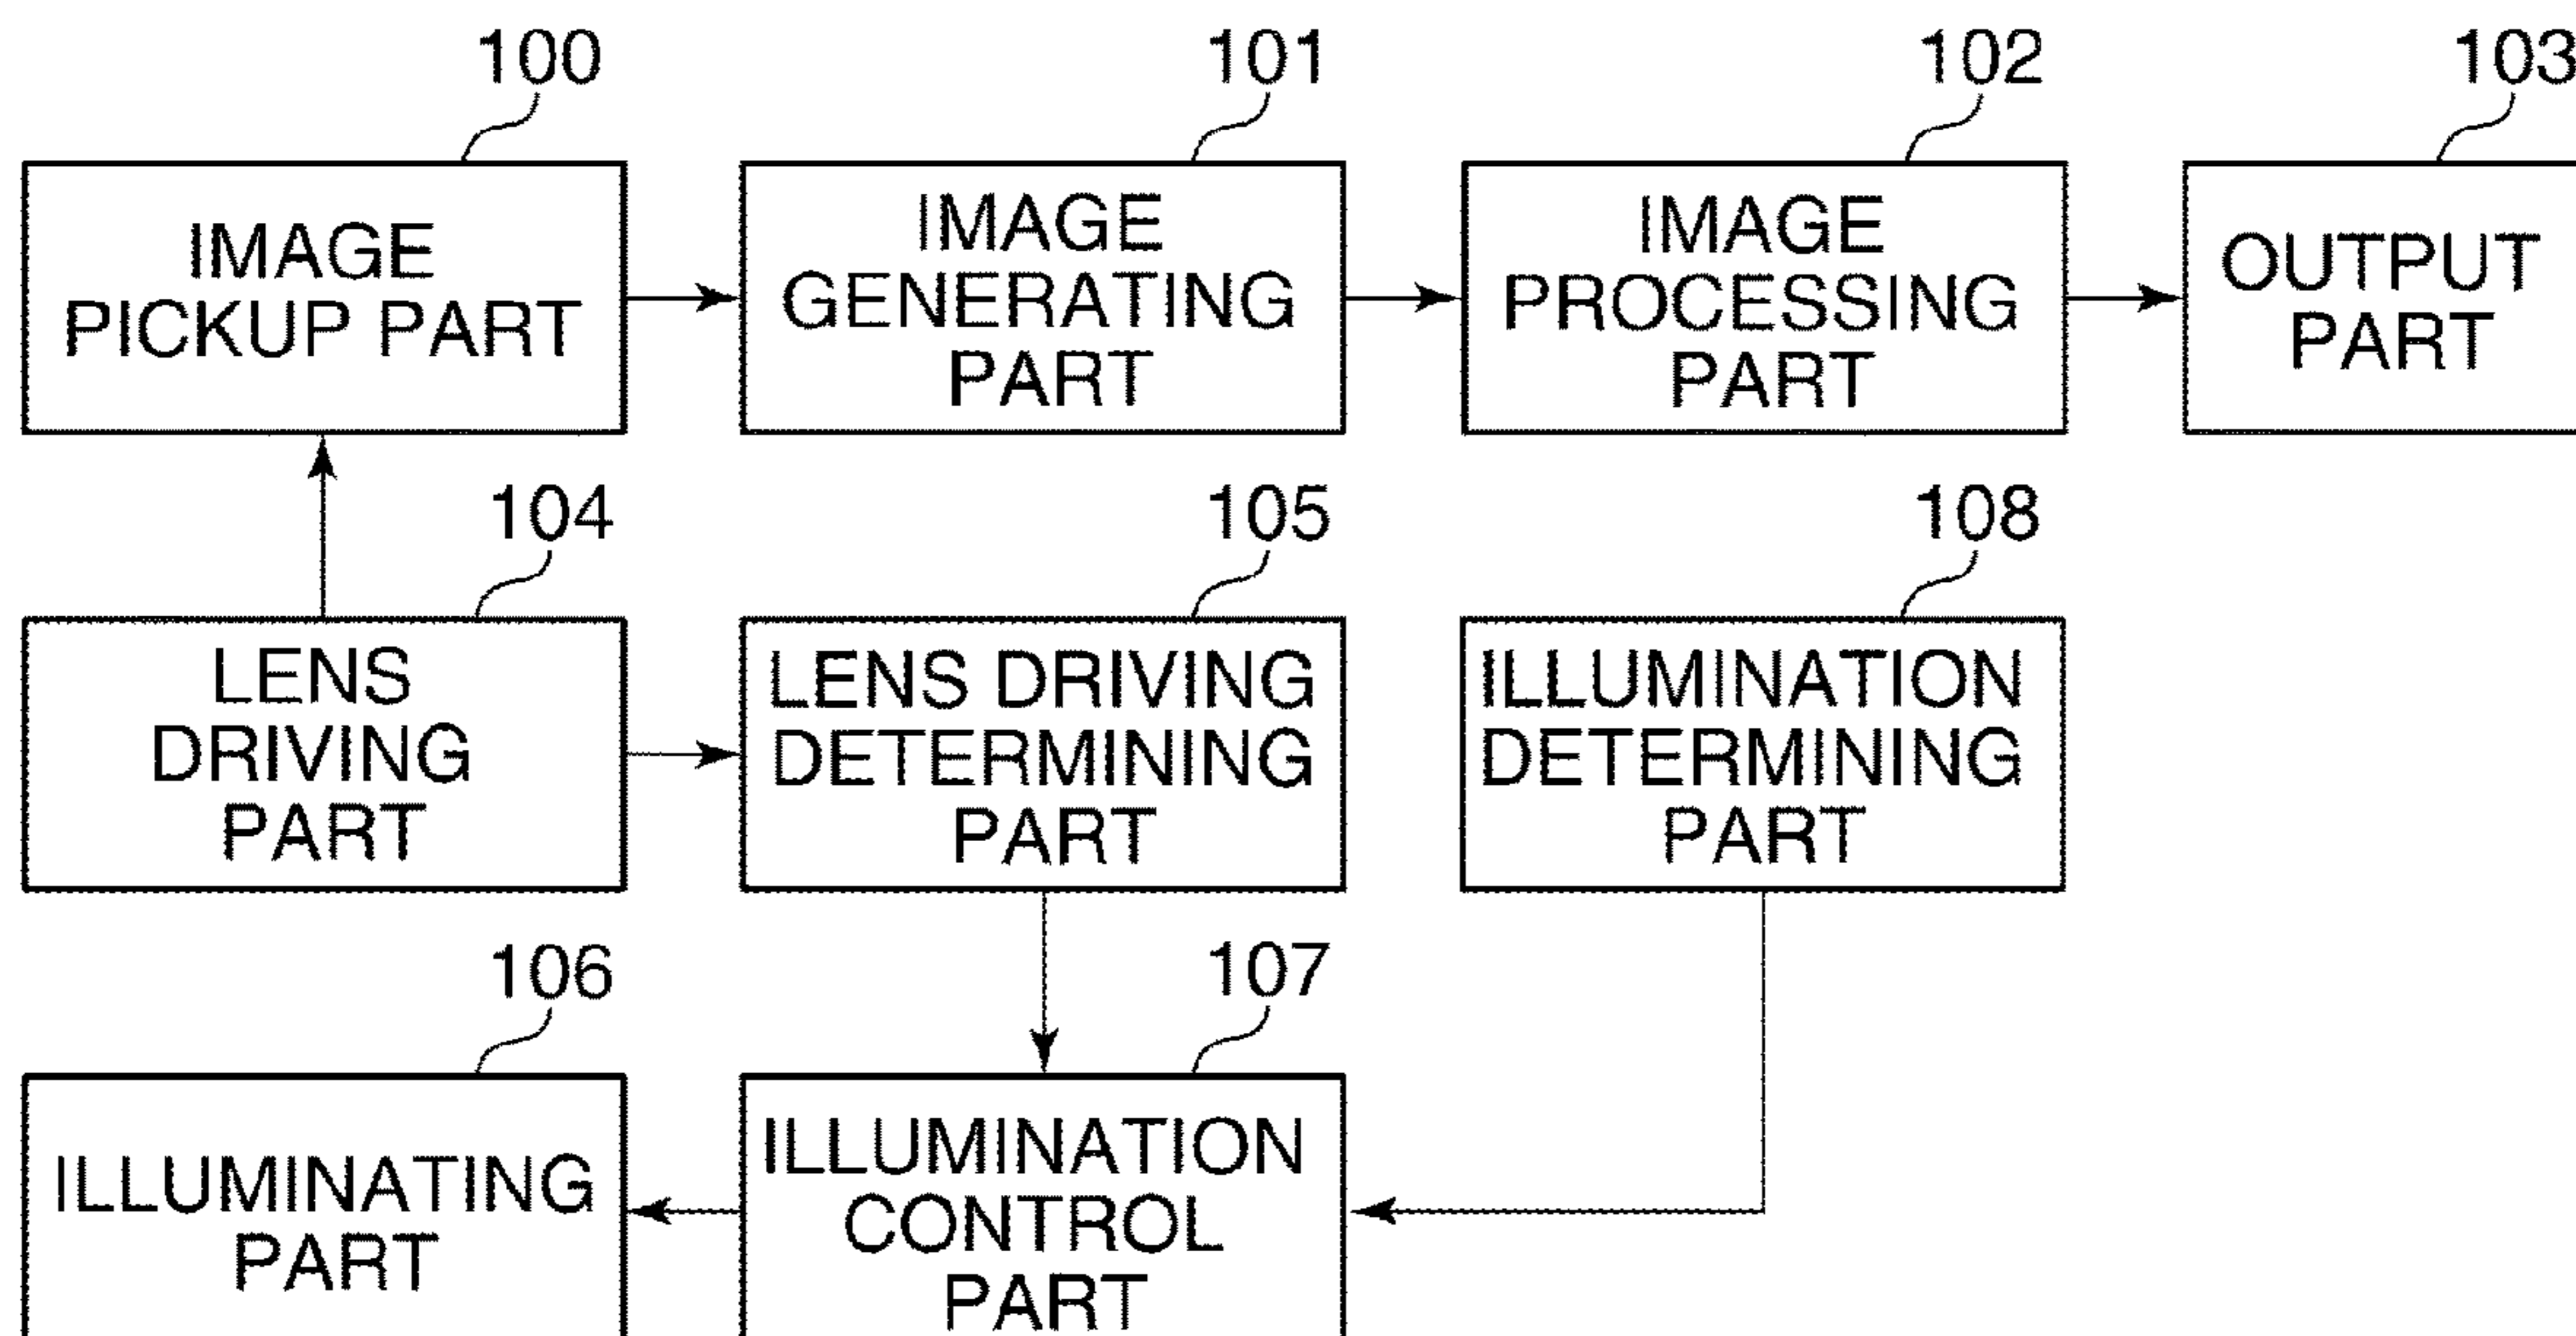 100
IMAGE
PICKUP PART
101
IMAGE
GENERATING
PART
102
IMAGE
PROCESSING
PART
103
OUTPUT
PART
104
LENS
DRIVING
PART
105
LENS DRIVING
DETERMINING
PART
108
ILLUMINATION
DETERMINING
PART
106
ILLUMINATING
PART
107
ILLUMINATION
CONTROL
PART